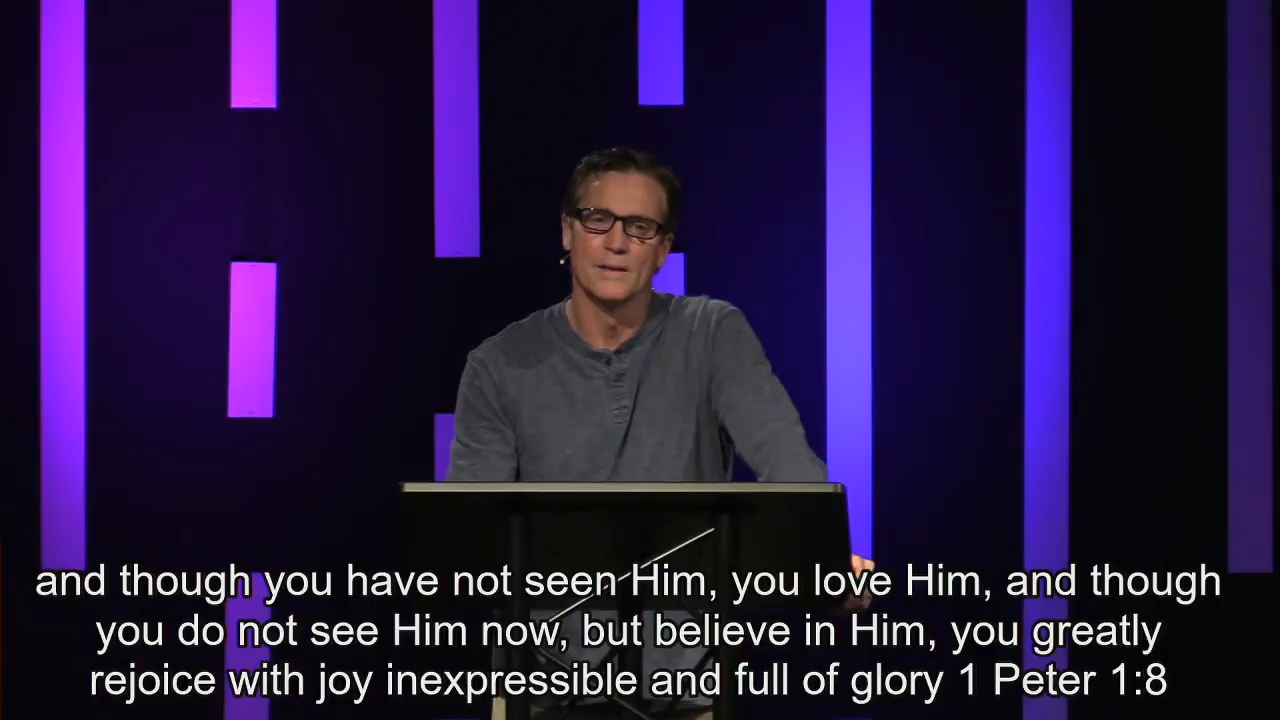 and though you have not seen Him, you love Him, and though
you do not see Him now, but believe in Him, you greatly
rejoice with joy inexpressible and full of glory 1 Peter 1:8